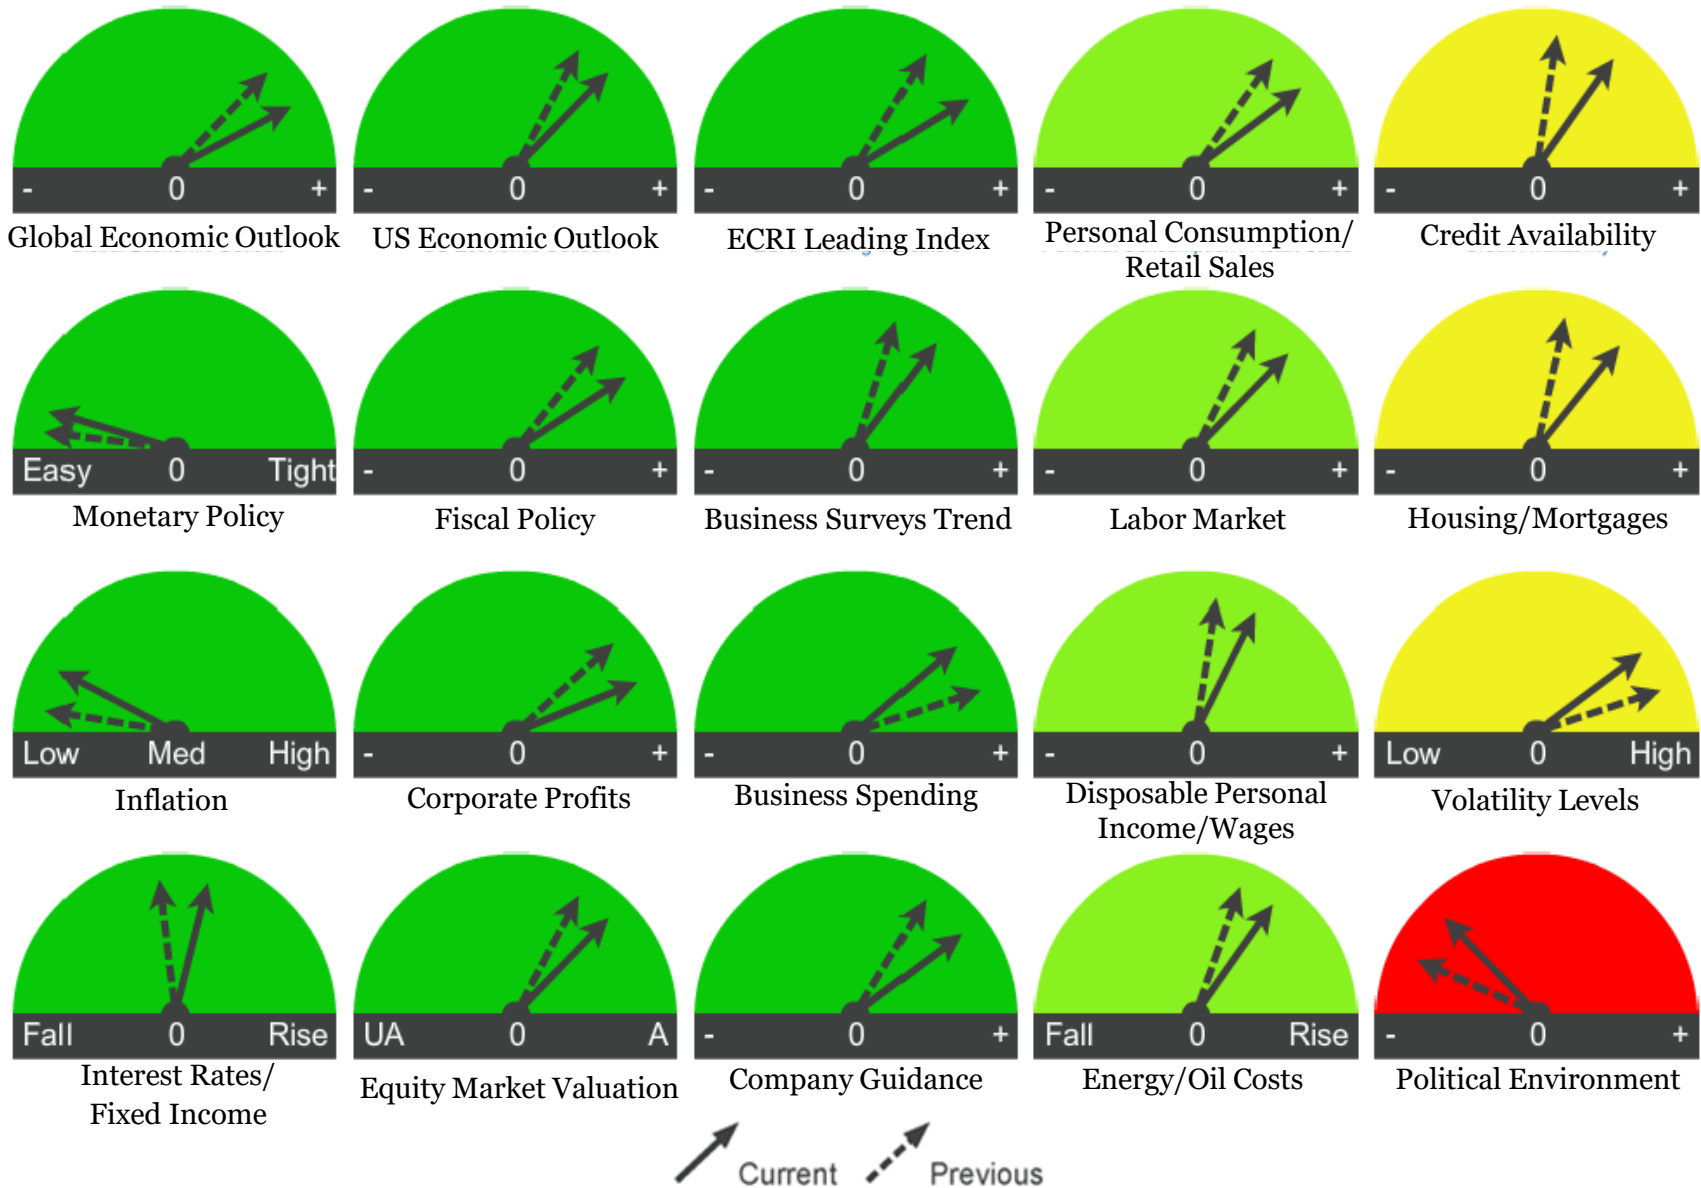 - 0 +
- 0 +
- 0 +
- 0 +
- 0 +
Global Economic Outlook
US Economic Outlook
ECRI Leading Index
Personal Consumption/
Retail Sales
Credit Availability
Easy 0 Tight
- 0 +
- 0 +
- 0 +
- 0 +
Monetary Policy
Fiscal Policy
Business Surveys Trend
Labor Market
Housing/Mortgages
Low Med High
- 0 +
- 0 +
- 0 +
Low 0 High
Inflation
Corporate Profits
Business Spending
Disposable Personal
Income/Wages
Volatility Levels
Fall 0 Rise
UA 0 A
- 0 +
Fall 0 Rise
- 0 +
Interest Rates/
Fixed Income
Equity Market Valuation
Company Guidance
Energy/Oil Costs
Political Environment
Current
Previous